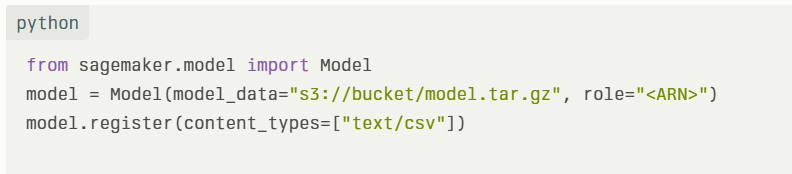 python
from sagemaker.model import Model
model = Model(model_data="s3://bucket/model.tar.gz", role="<ARN>")
model.register(content_types=["text/csv"])